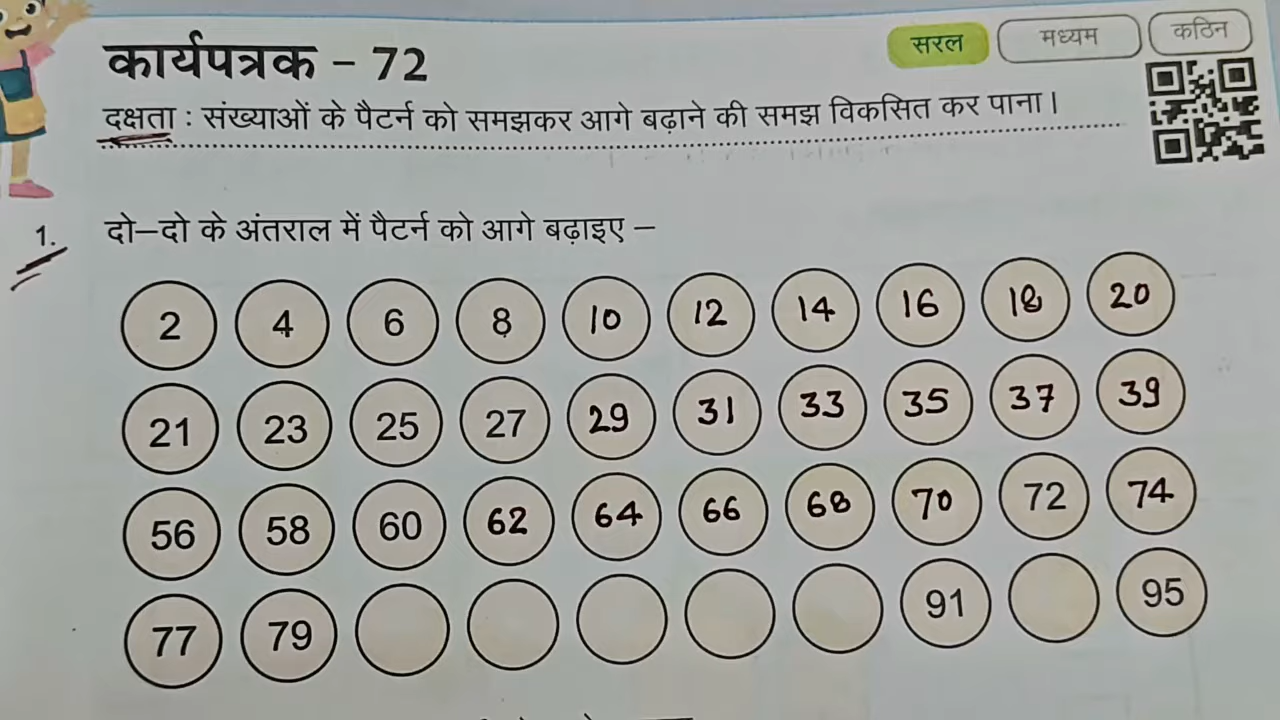 कार्यपत्रक – 72
सरल मध्यम कठिन
दक्षता : संख्याओं के पैटर्न को समझकर आगे बढ़ाने की समझ विकसित कर पाना।
1. दो–दो के अंतराल में पैटर्न को आगे बढ़ाइए –
2 4 6 8 10 12 14 16 18 20
21 23 25 27 29 31 33 35 37 39
56 58 60 62 64 66 68 70 72 74
77 79 91 95